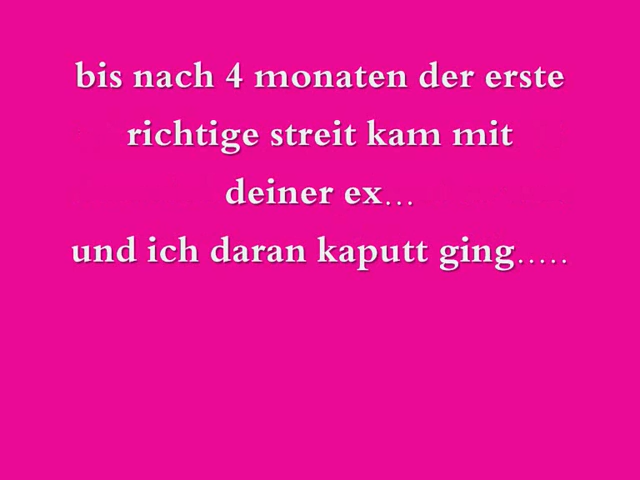 bis nach 4 monaten der erste
richtige streit kam mit
deiner ex...
und ich daran kaputt ging.....